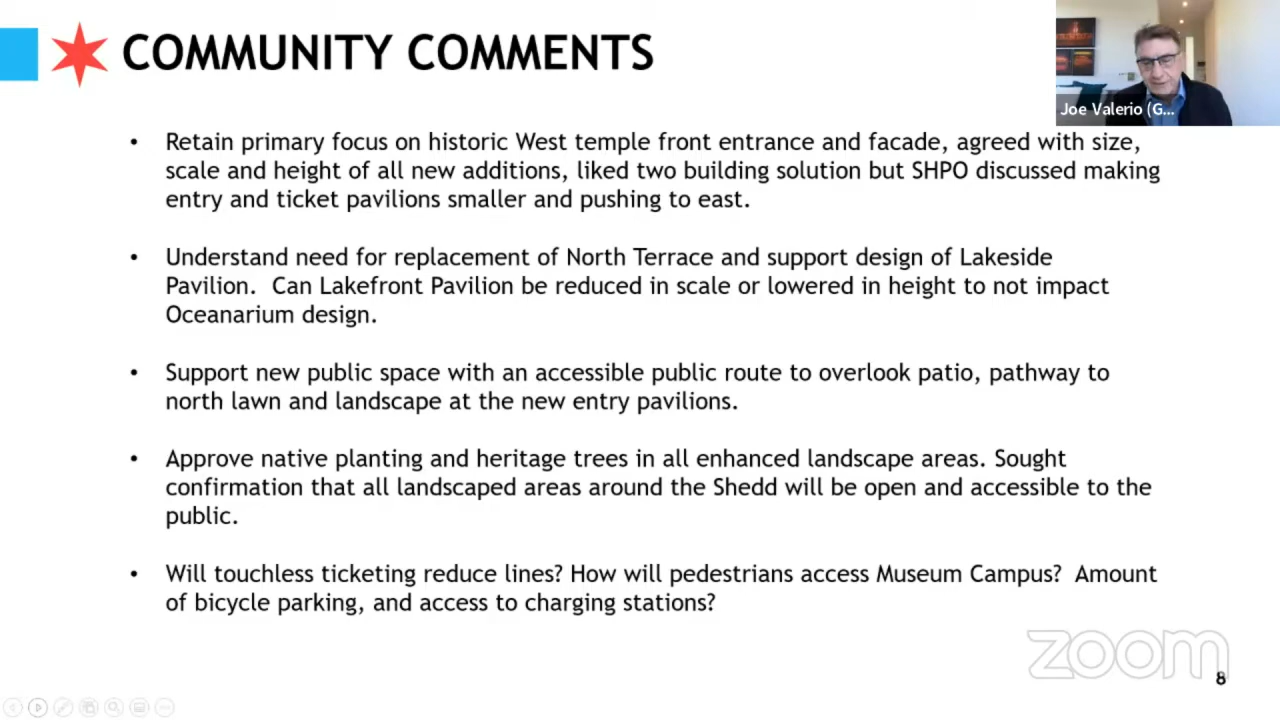 COMMUNITY COMMENTS
Joe Valerio (G...
• Retain primary focus on historic West temple front entrance and facade, agreed with size,
scale and height of all new additions, liked two building solution but SHPO discussed making
entry and ticket pavilions smaller and pushing to east.
• Understand need for replacement of North Terrace and support design of Lakeside
Pavilion.  Can Lakefront Pavilion be reduced in scale or lowered in height to not impact
Oceanarium design.
• Support new public space with an accessible public route to overlook patio, pathway to
north lawn and landscape at the new entry pavilions.
• Approve native planting and heritage trees in all enhanced landscape areas. Sought
confirmation that all landscaped areas around the Shedd will be open and accessible to the
public.
• Will touchless ticketing reduce lines? How will pedestrians access Museum Campus?  Amount
of bicycle parking, and access to charging stations?
zoom
8